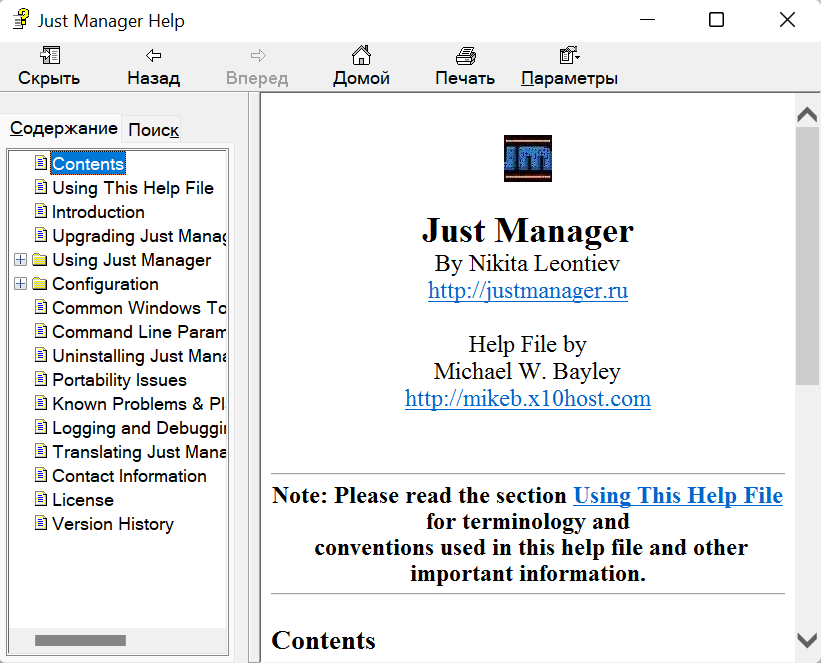 Just Manager Help
Скрыть Назад Вперед Домой Печать Параметры
Содержание Поиск
Contents
Using This Help File
Introduction
Upgrading Just Manag
Using Just Manager
Configuration
Common Windows To
Command Line Param
Uninstalling Just Mana
Portability Issues
Known Problems & Pl
Logging and Debuggin
Translating Just Mana
Contact Information
License
Version History
JM
Just Manager
By Nikita Leontiev
http://justmanager.ru
Help File by
Michael W. Bayley
http://mikeb.x10host.com
Note: Please read the section Using This Help File
for terminology and
conventions used in this help file and other
important information.
Contents